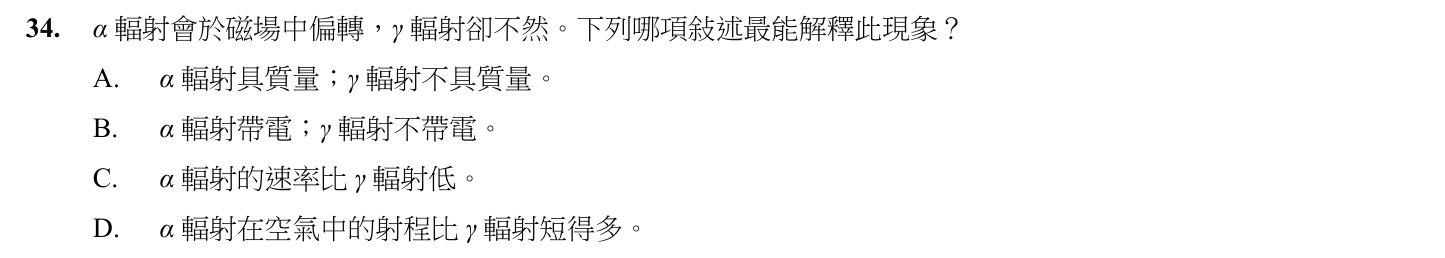 34. α 輻射會於磁場中偏轉，γ 輻射卻不然。下列哪項敍述最能解釋此現象？
A. α 輻射具質量；γ 輻射不具質量。
B. α 輻射帶電；γ 輻射不帶電。
C. α 輻射的速率比 γ 輻射低。
D. α 輻射在空氣中的射程比 γ 輻射短得多。